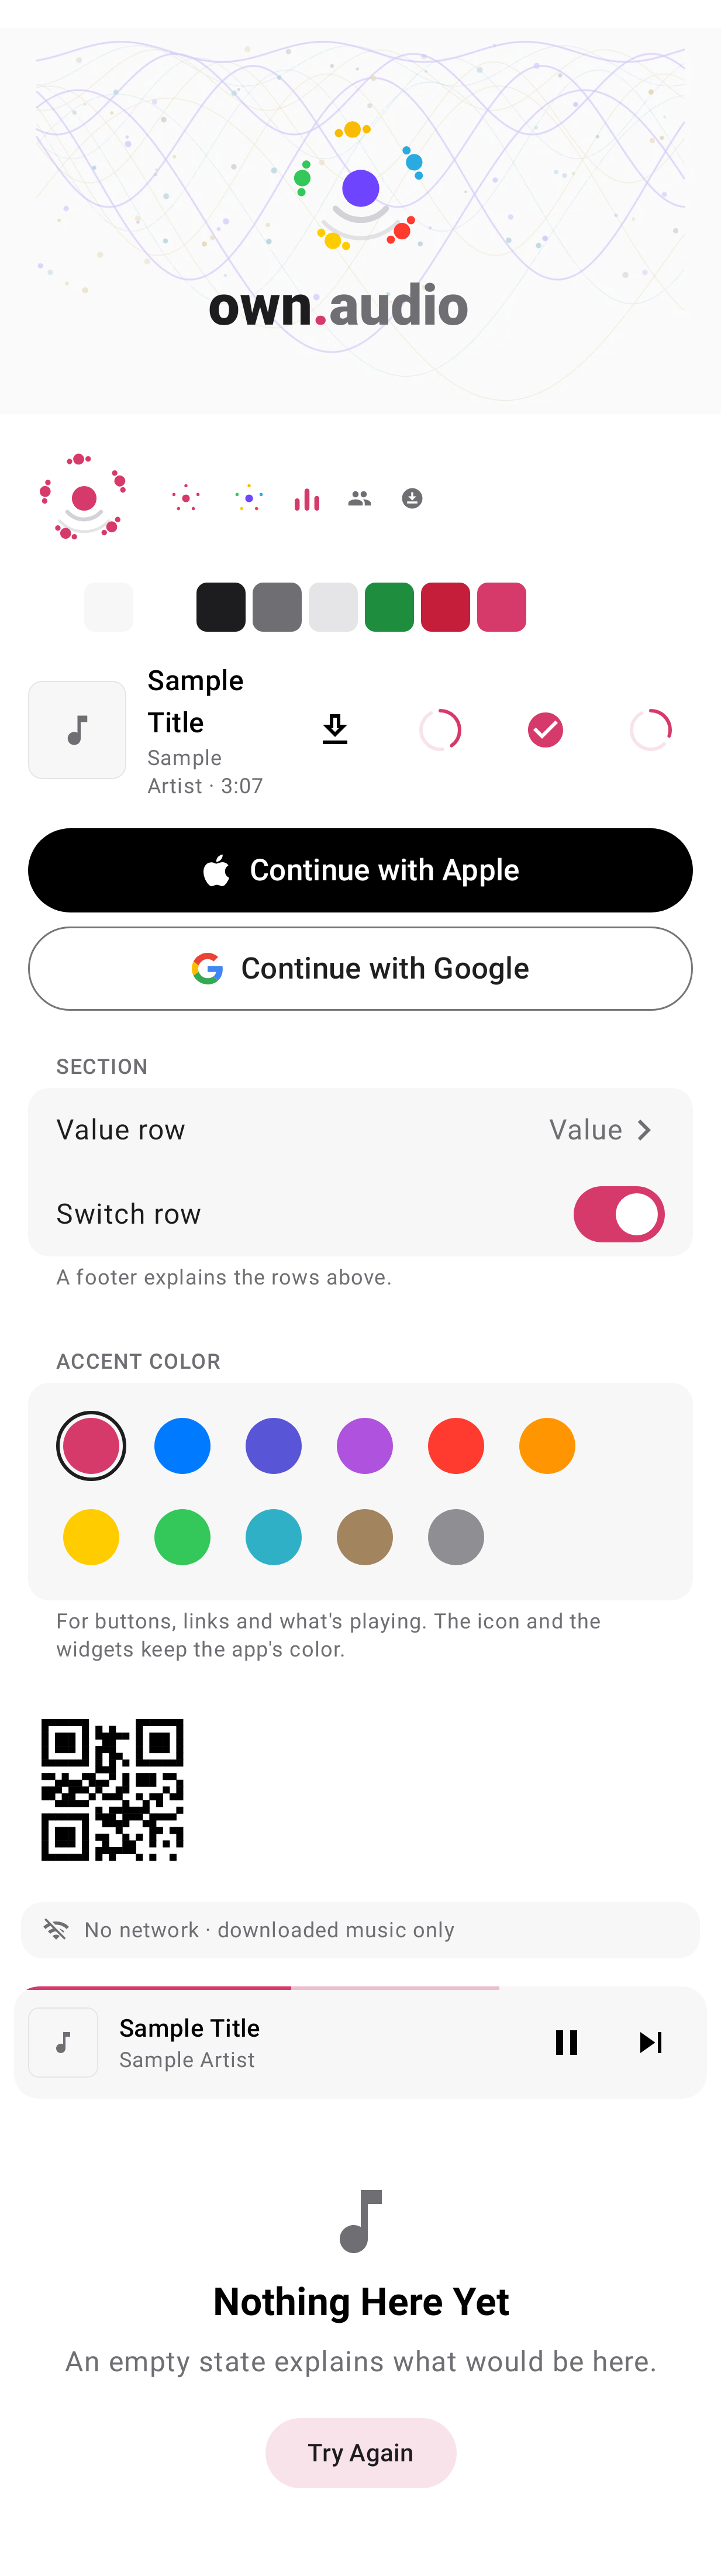 own.audio
Sample
Title
Sample
Artist · 3:07
Continue with Apple
Continue with Google
SECTION
Value row
Value
Switch row
A footer explains the rows above.
ACCENT COLOR
For buttons, links and what's playing. The icon and the
widgets keep the app's color.
No network · downloaded music only
Sample Title
Sample Artist
Nothing Here Yet
An empty state explains what would be here.
Try Again